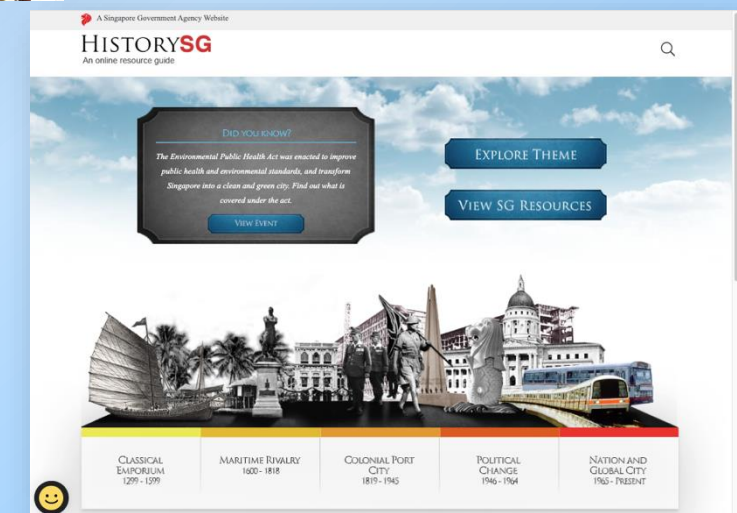 A Singapore Government Agency Website
HISTORYSG
An online resource guide
DID YOU KNOW?
The Environmental Public Health Act was enacted to improve
public health and environmental standards, and transform
Singapore into a clean and green city. Find out what is
covered under the act.
VIEW EVENT
EXPLORE THEME
VIEW SG RESOURCES
CLASSICAL
EMPORIUM
1299 - 1599
MARITIME RIVALRY
1600 - 1818
COLONIAL PORT
CITY
1819 - 1945
POLITICAL
CHANGE
1946 - 1964
NATION AND
GLOBAL CITY
1965 - PRESENT